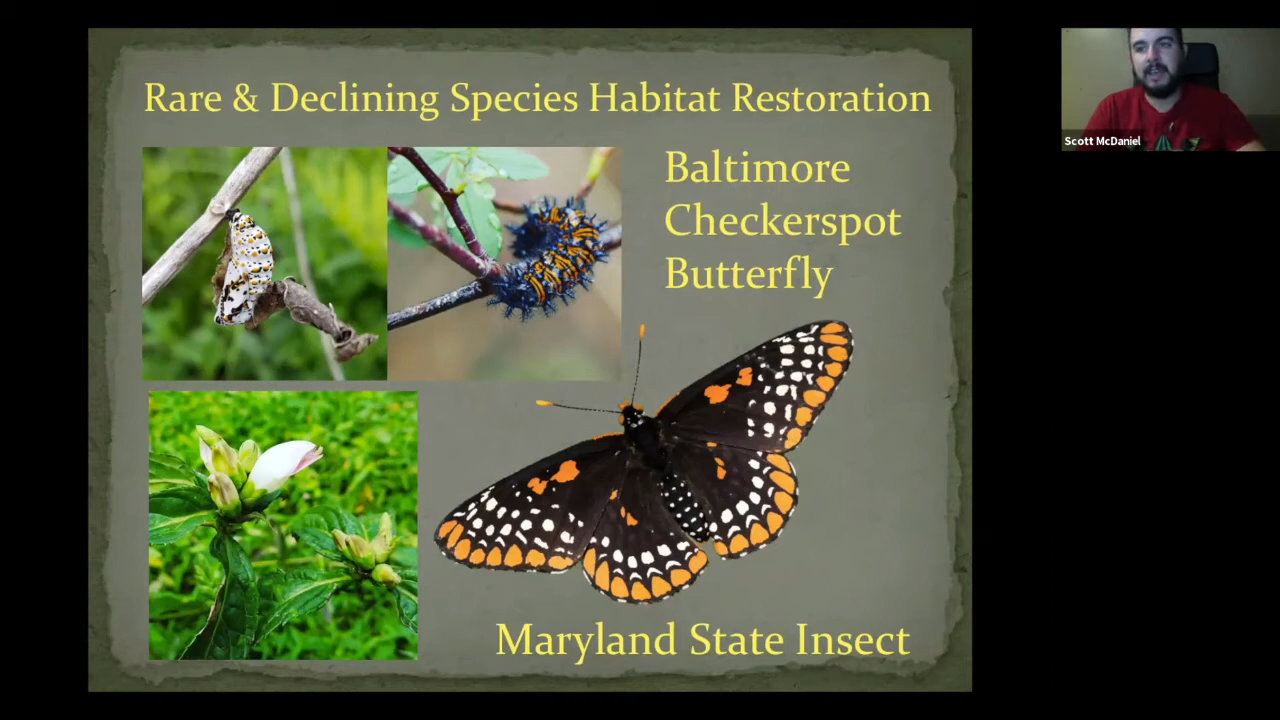 Rare & Declining Species Habitat Restoration
Baltimore
Checkerspot
Butterfly
Maryland State Insect
Scott McDaniel